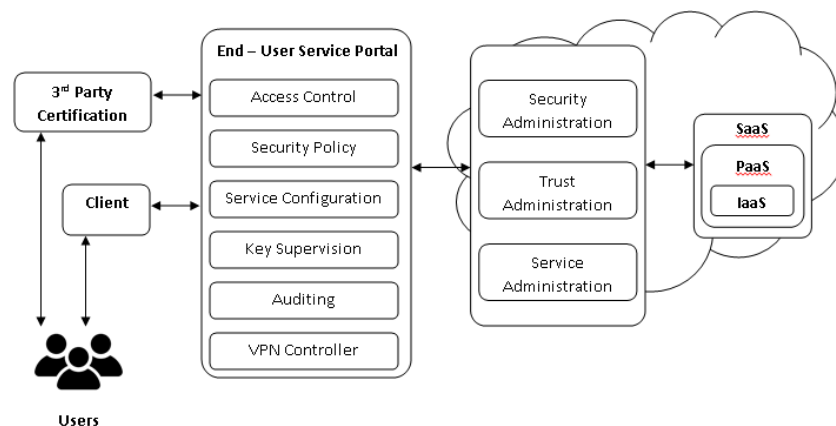 End – User Service Portal
3rd Party
Certification
Client
Users
Access Control
Security Policy
Service Configuration
Key Supervision
Auditing
VPN Controller
Security
Administration
Trust
Administration
Service
Administration
SaaS
PaaS
IaaS